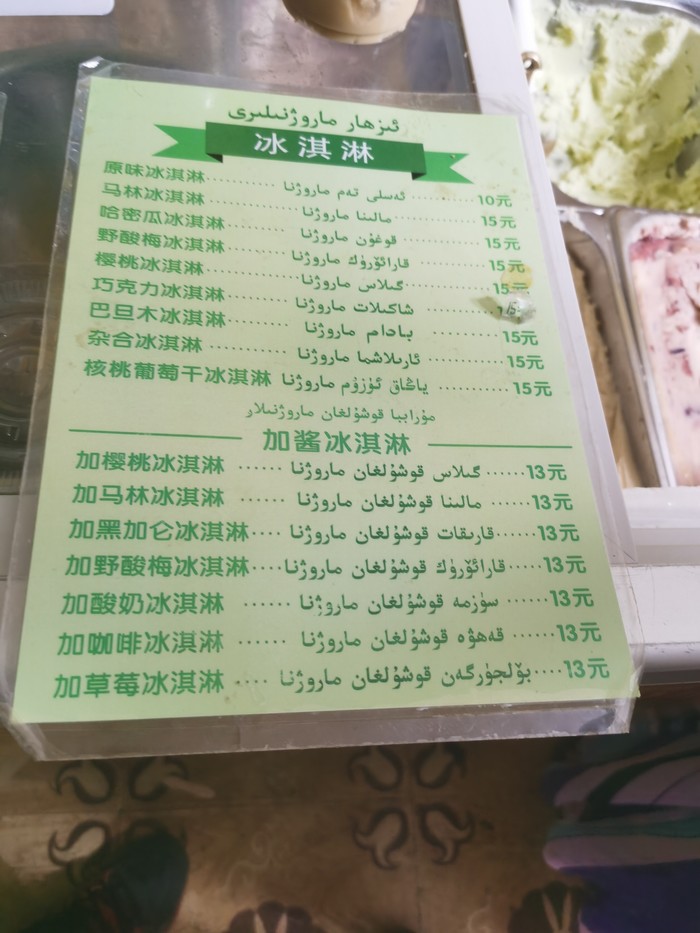 ئىزھار ماروژنىلىرى
冰淇淋
原味冰淇淋 ئەسلى تەم ماروژنا 10元
马林冰淇淋 مالىنا ماروژنا 15元
哈密瓜冰淇淋 قوغۇن ماروژنا 15元
野酸梅冰淇淋 قارائۆرۈك ماروژنا 15元
樱桃冰淇淋 گىلاس ماروژنا 15元
巧克力冰淇淋 شاكىلات ماروژنا
巴旦木冰淇淋 بادام ماروژنا 15元
杂合冰淇淋 ئارىلاشما ماروژنا 15元
核桃葡萄干冰淇淋 ياڭاق ئۈزۈم ماروژنا 15元
مۇراببا قوشۇلغان ماروژنىلار
加酱冰淇淋
加樱桃冰淇淋 گىلاس قوشۇلغان ماروژنا 13元
加马林冰淇淋 مالىنا قوشۇلغان ماروژنا 13元
加黑加仑冰淇淋 قارىقات قوشۇلغان ماروژنا 13元
加野酸梅冰淇淋 قارائۆرۈك قوشۇلغان ماروژنا 13元
加酸奶冰淇淋 سۈزمە قوشۇلغان ماروژنا 13元
加咖啡冰淇淋 قەھۋە قوشۇلغان ماروژنا 13元
加草莓冰淇淋 بۆلجۈرگەن قوشۇلغان ماروژنا 13元